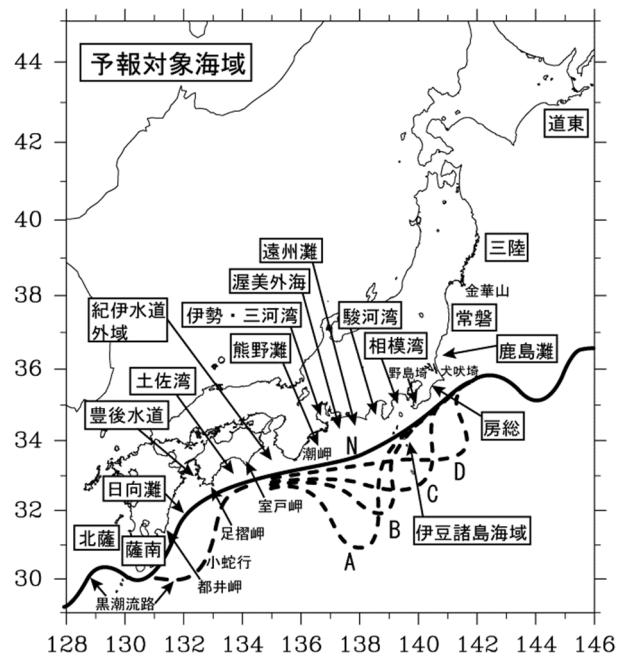 44
予報対象海域
道東
42
40
遠州灘
三陸
渥美外海
38
紀伊水道
外域
伊勢・三河湾
駿河湾
金華山
常磐
熊野灘
相模湾
鹿島灘
36
土佐湾
野島埼
犬吠埼
豊後水道
房総
34
潮岬
N
D
日向灘
室戸岬
C
32
足摺岬
B
伊豆諸島海域
北薩
薩南
小蛇行
A
都井岬
30
黒潮流路
128 130 132 134 136 138 140 142 144 146